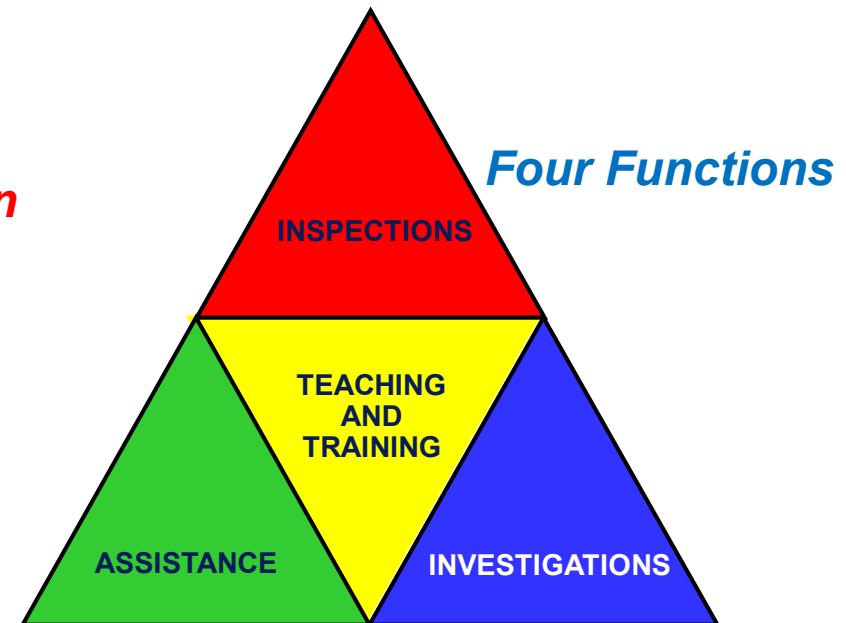 Four Functions
n
INSPECTIONS
TEACHING
AND
TRAINING
ASSISTANCE
INVESTIGATIONS